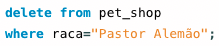 delete from pet_shop
where raca="Pastor Alemão";